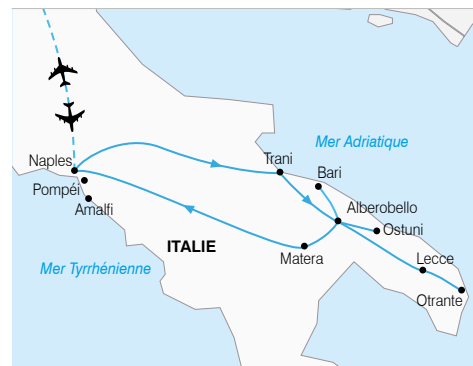 Mer Adriatique
Naples
Trani
Bari
Pompéi
Alberobello
Amalfi
Ostuni
ITALIE
Matera
Lecce
Mer Tyrrhénienne
Otrante